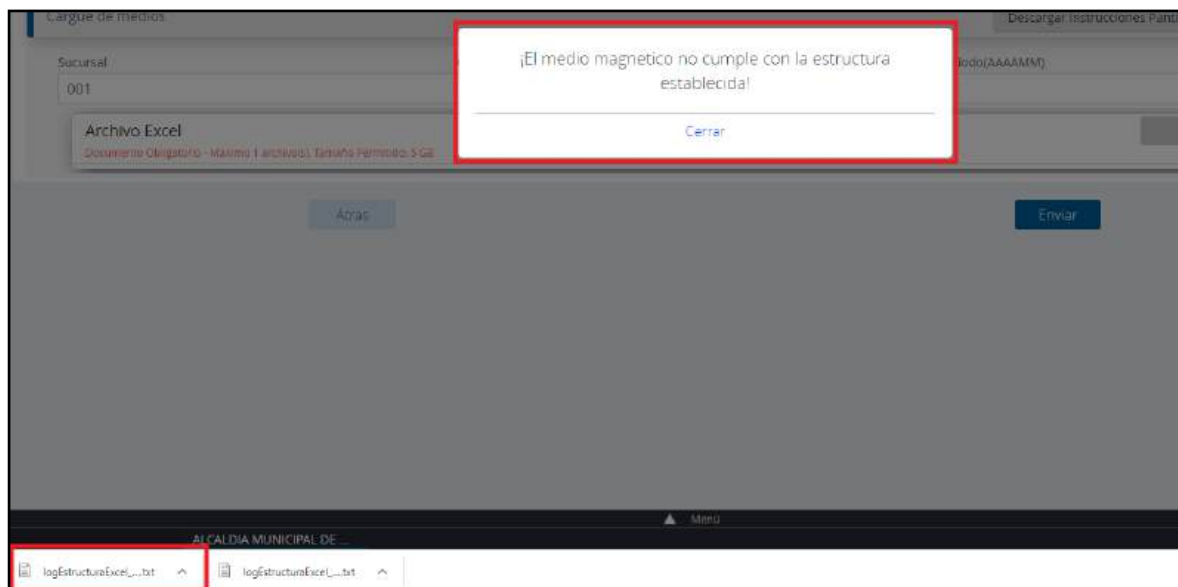 Cargue de medios
Descargar Instrucciones Pant
Sucursal
iodo(AAAAMM)
001
Archivo Excel
Documento Obligatorio - Maximo 1 archivo(s), Tamaño Permitido: 5 GB
¡El medio magnetico no cumple con la estructura
establecida!
Cerrar
Atras
Enviar
Menú
ALCALDIA MUNICIPAL DE ...
logEstructuraExcel_....txt
logEstructuraExcel_....txt